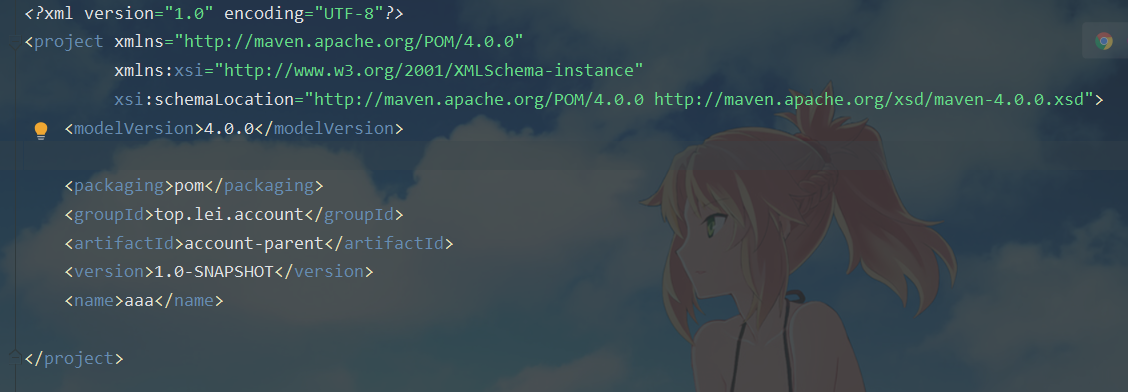 <?xml version="1.0" encoding="UTF-8"?>
<project xmlns="http://maven.apache.org/POM/4.0.0"
         xmlns:xsi="http://www.w3.org/2001/XMLSchema-instance"
         xsi:schemaLocation="http://maven.apache.org/POM/4.0.0 http://maven.apache.org/xsd/maven-4.0.0.xsd">
    <modelVersion>4.0.0</modelVersion>
    <packaging>pom</packaging>
    <groupId>top.lei.account</groupId>
    <artifactId>account-parent</artifactId>
    <version>1.0-SNAPSHOT</version>
    <name>aaa</name>
</project>